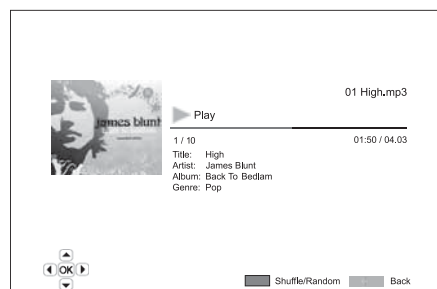 01 High.mp3
james blunt
Play
1 / 10
01:50 / 04.03
Title: High
Artist: James Blunt
Album: Back To Bedlam
Genre: Pop
OK
Shuffle/Random
Back